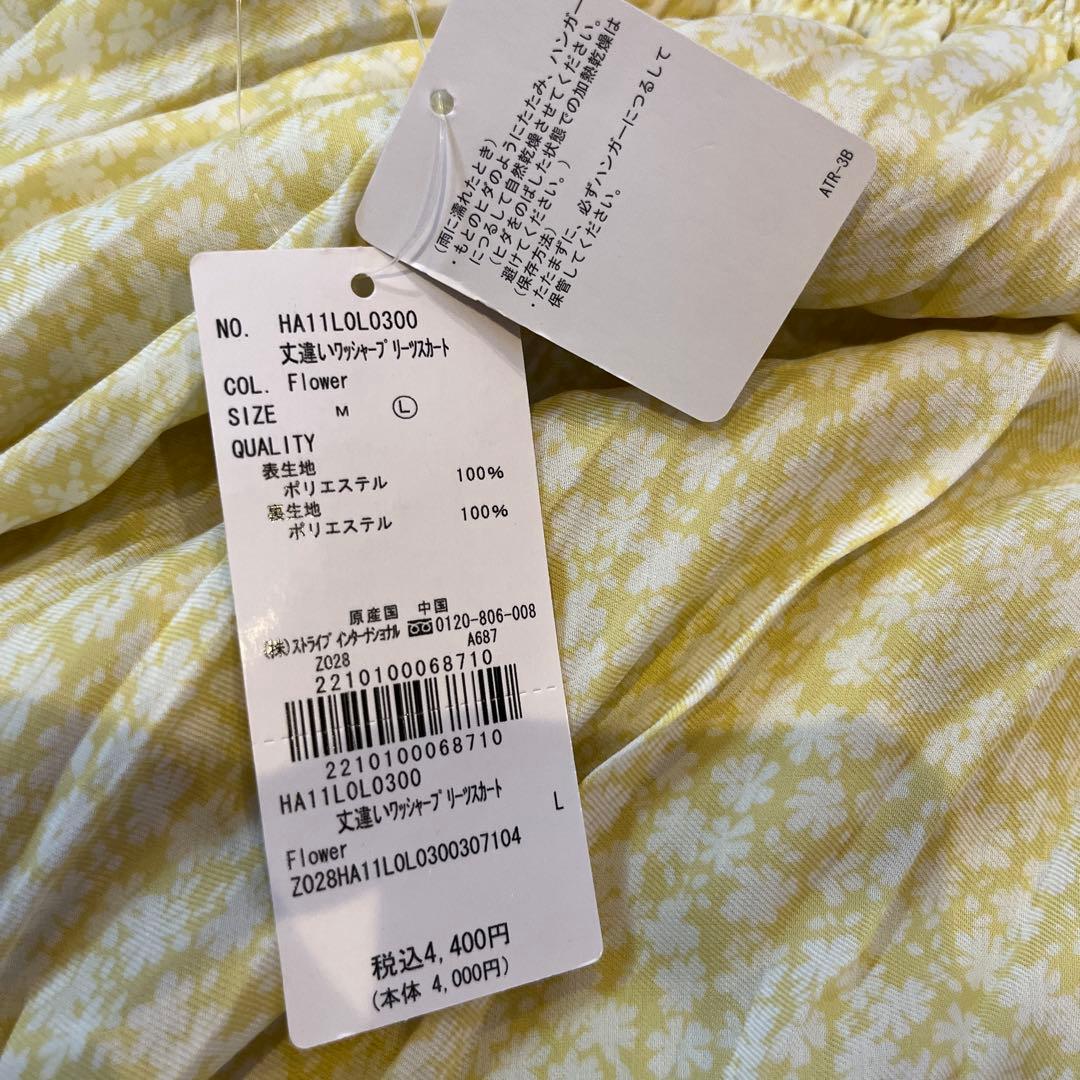 (雨に濡れたとき)
・もとのヒダのようにたたみ、ハンガー
につるして自然乾燥させてください。
(ヒダをのばした状態での加熱乾燥は
避けてください。)
(保存方法)
・たたまずに、必ずハンガーにつるして
保管してください。
ATR-3B
NO. HA11L0L0300
丈違いワッシャープリーツスカート
COL. Flower
SIZE M Ⓛ
QUALITY
表生地
ポリエステル 100%
裏生地
ポリエステル 100%
原産国 中国
(株)ストライプインターナショナル 0120-806-008
Z028 A687
2210100068710
2210100068710
HA11L0L0300
丈違いワッシャープリーツスカート
Flower L
Z028HA11L0L0300307104
税込4,400円
(本体 4,000円)